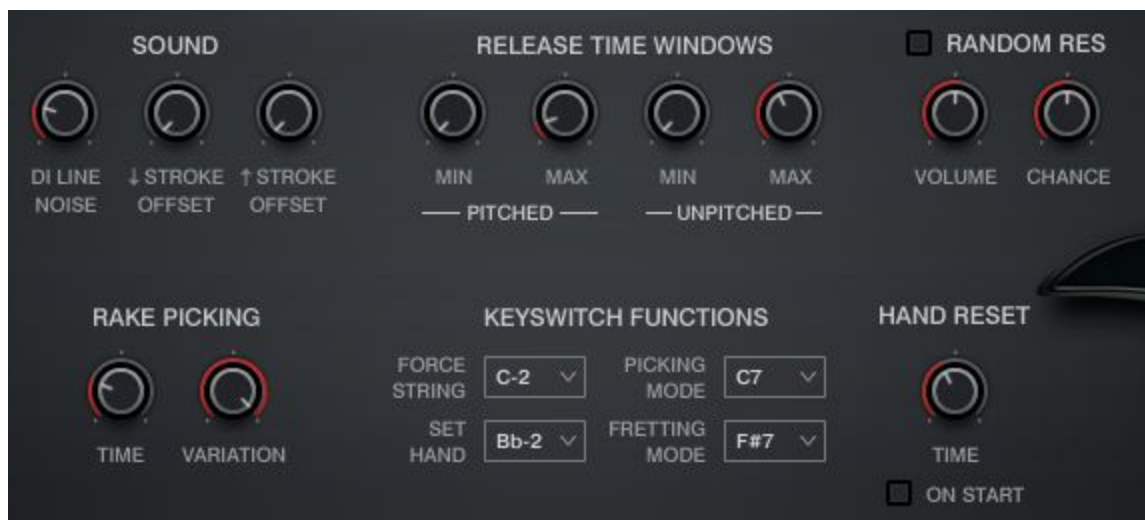 SOUND
DI LINE NOISE
↓ STROKE OFFSET
↑ STROKE OFFSET
RELEASE TIME WINDOWS
MIN
MAX
MIN
MAX
PITCHED
UNPITCHED
RANDOM RES
VOLUME
CHANCE
RAKE PICKING
TIME
VARIATION
KEYSWITCH FUNCTIONS
FORCE STRING
C-2
PICKING MODE
C7
SET HAND
Bb-2
FRETTING MODE
F#7
HAND RESET
TIME
ON START